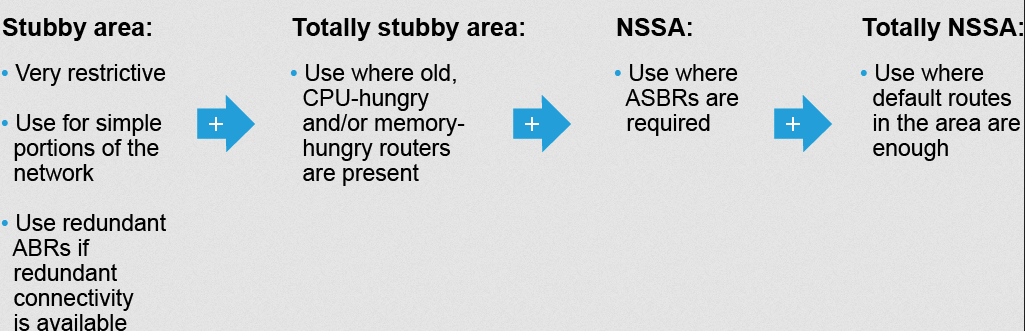 Stubby area:
• Very restrictive
• Use for simple
portions of the
network
• Use redundant
ABRs if
redundant
connectivity
is available
+
Totally stubby area:
• Use where old,
CPU-hungry
and/or memory-
hungry routers
are present
+
NSSA:
• Use where
ASBRs are
required
+
Totally NSSA:
• Use where
default routes
in the area are
enough